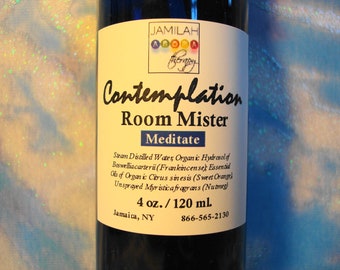 JAMILAH
AROMA
therapy
Contemplation
Room Mister
Meditate
Steam Distilled Water, Organic Hydrosol of
Boswellia carterii (Frankincense); Essential
Oils of Organic Citrus sinesis (Sweet Orange),
Unsprayed Myristica fragrans (Nutmeg)
4 oz. / 120 ml.
Jamaica, NY 866-565-2130